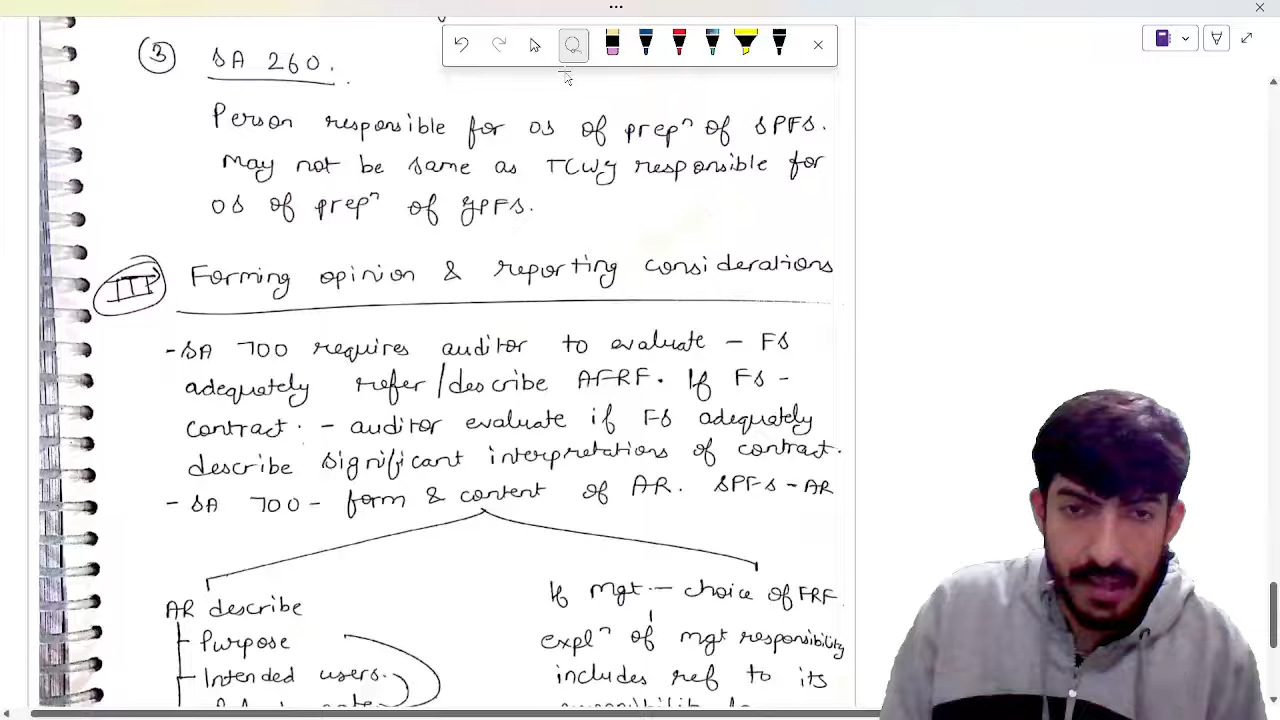 ③ SA 260.
Person responsible for OS of prepⁿ of SPFS.
May not be same as TCWG responsible for
OS of prepⁿ of GPFS.
III Forming opinion & reporting considerations
- SA 700 requires auditor to evaluate - FS
adequately refer/describe AFRF. If FS -
contract. - auditor evaluate if FS adequately
describe significant interpretations of contract.
- SA 700 - form & content of AR. SPFS - AR
AR describe
Purpose
Intended users.
If mgt - choice of FRF
explⁿ of mgt responsibility
includes ref to its